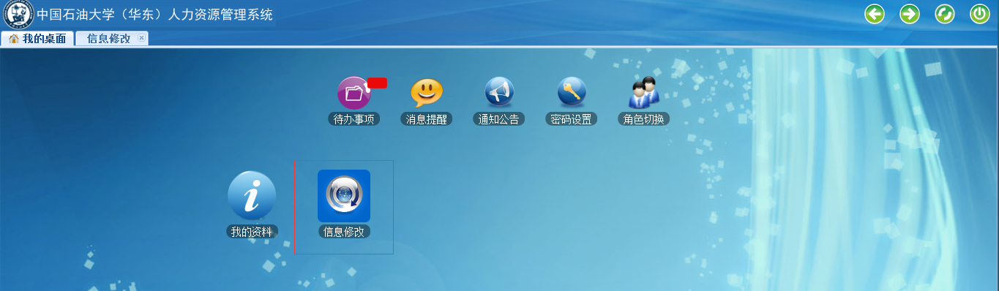 中国石油大学（华东）人力资源管理系统
我的桌面 信息修改
待办事项 消息提醒 通知公告 密码设置 角色切换
我的资料 信息修改